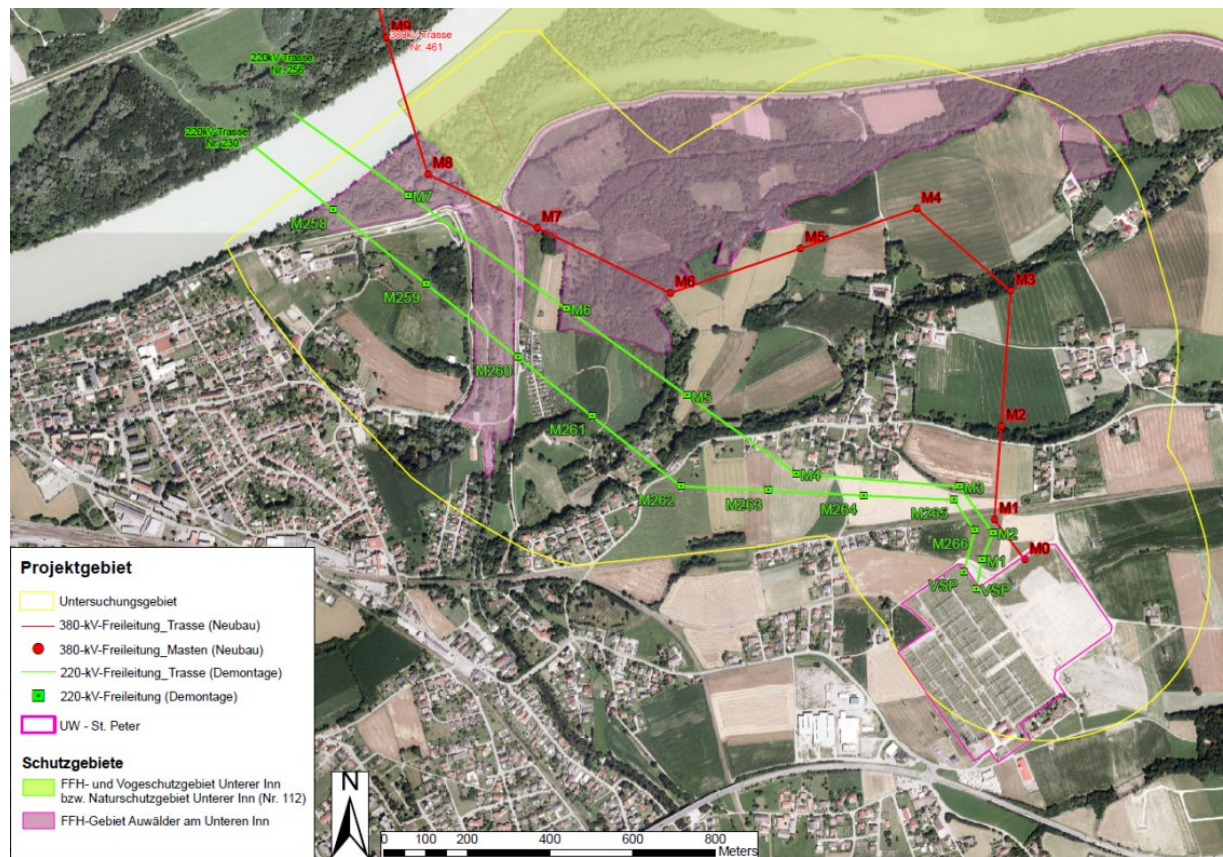 M9
380kV-Trasse
Nr. 461
220kV-Trasse
Nr. 256
220kV-Trasse
Nr. 230
M8
M7
M258
M7
M4
M5
M259
M6
M3
M6
M260
M5
M261
M2
M4
M262
M263
M264
M3
M265
M1
M266
M2
M0
M1
VSP
VSP
Projektgebiet
Untersuchungsgebiet
380-kV-Freileitung_Trasse (Neubau)
380-kV-Freileitung_Masten (Neubau)
220-kV-Freileitung_Trasse (Demontage)
220-kV-Freileitung (Demontage)
UW - St. Peter
Schutzgebiete
FFH- und Vogeschutzgebiet Unterer Inn
bzw. Naturschutzgebiet Unterer Inn (Nr. 112)
FFH-Gebiet Auwälder am Unteren Inn
N
0 100 200 400 600 800
Meters